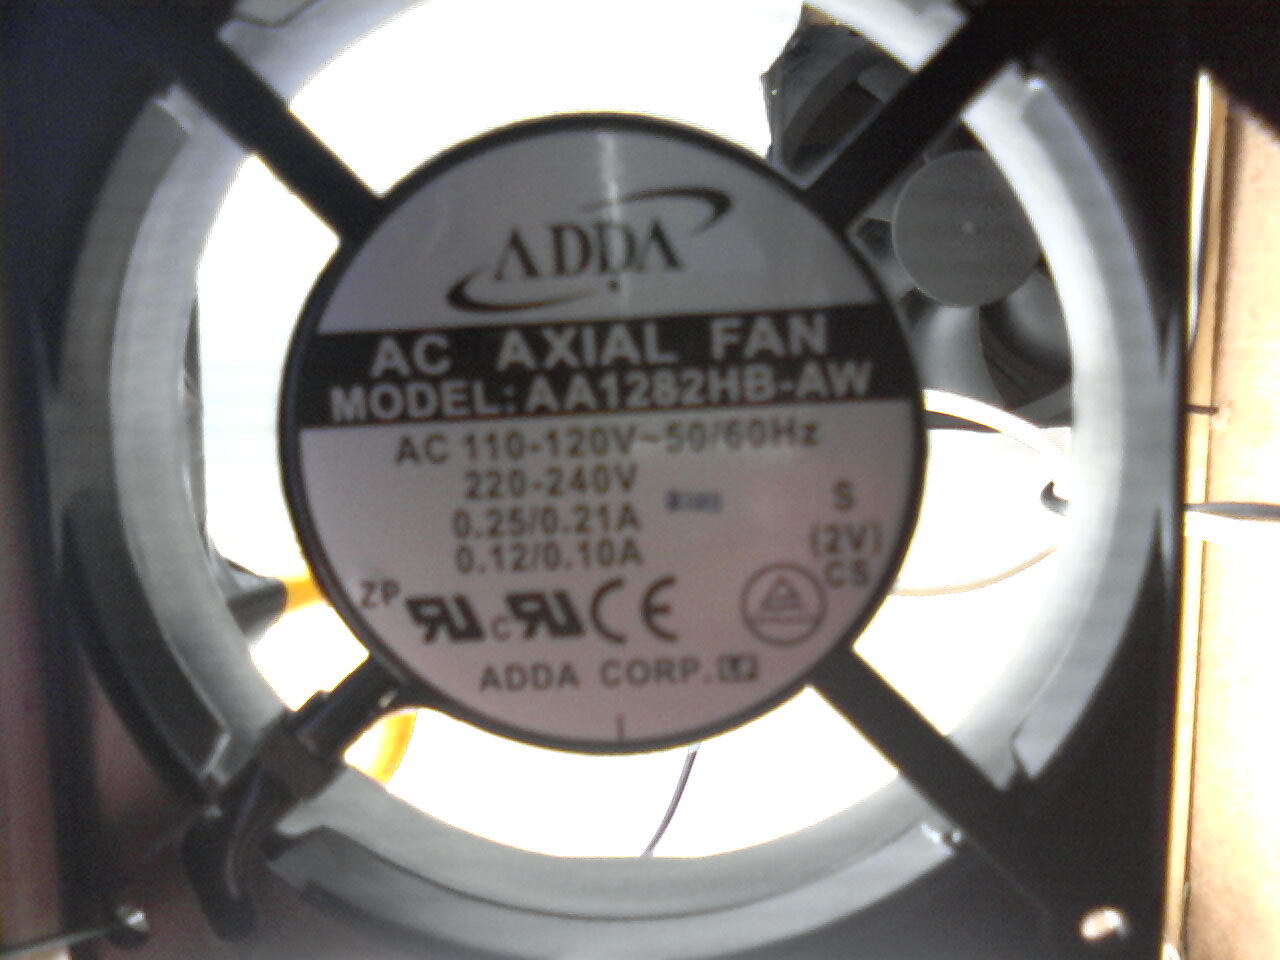 ADDA
AC AXIAL FAN
MODEL: AA1282HB-AW
AC 110-120V~50/60Hz
220-240V
0.25/0.21A
0.12/0.10A
S
(2V)
CS
ZP
c
CE
ADDA CORP.